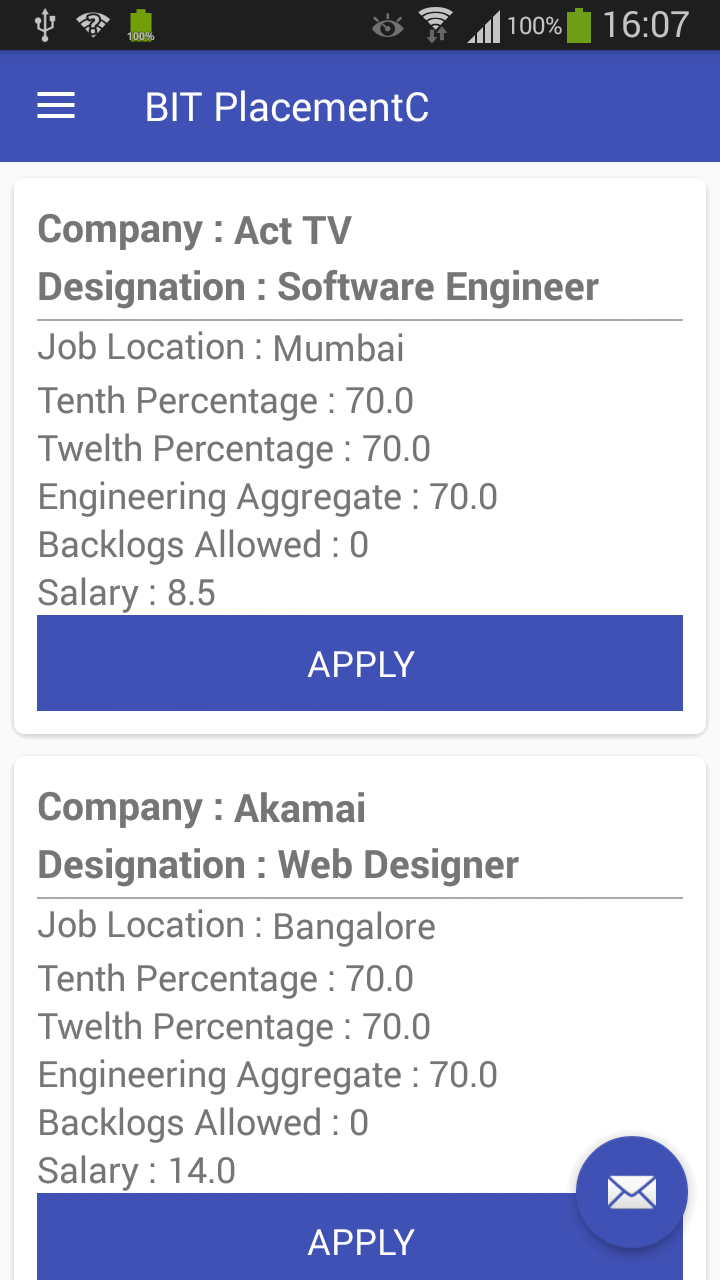 100% 100% 16:07
BIT PlacementC
Company : Act TV
Designation : Software Engineer
Job Location : Mumbai
Tenth Percentage : 70.0
Twelth Percentage : 70.0
Engineering Aggregate : 70.0
Backlogs Allowed : 0
Salary : 8.5
APPLY
Company : Akamai
Designation : Web Designer
Job Location : Bangalore
Tenth Percentage : 70.0
Twelth Percentage : 70.0
Engineering Aggregate : 70.0
Backlogs Allowed : 0
Salary : 14.0
APPLY